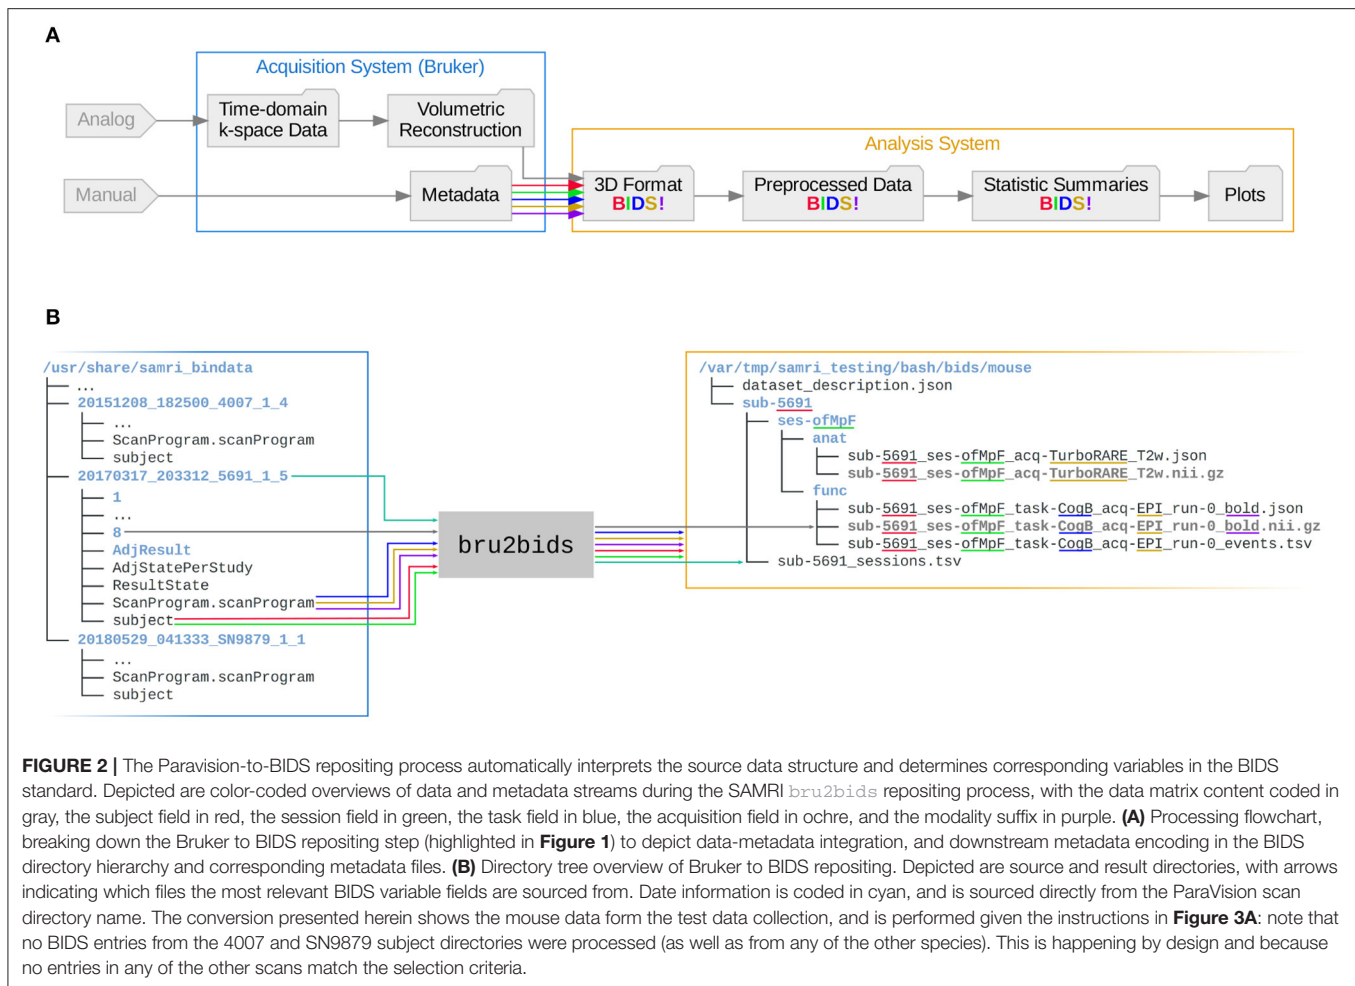 A
Acquisition System (Bruker)
Analog
Time-domain
k-space Data
Volumetric
Reconstruction
Analysis System
Manual
Metadata
3D Format
BIDS!
Preprocessed Data
BIDS!
Statistic Summaries
BIDS!
Plots
B
/usr/share/samri_bindata
...
20151208_182500_4007_1_4
...
ScanProgram.scanProgram
subject
20170317_203312_5691_1_5
1
...
8
AdjResult
AdjStatePerStudy
ResultState
ScanProgram.scanProgram
subject
20180529_041333_SN9879_1_1
...
ScanProgram.scanProgram
subject
bru2bids
/var/tmp/samri_testing/bash/bids/mouse
dataset_description.json
sub-5691
ses-ofMpF
anat
sub-5691_ses-ofMpF_acq-TurboRARE_T2w.json
sub-5691_ses-ofMpF_acq-TurboRARE_T2w.nii.gz
func
sub-5691_ses-ofMpF_task-CogB_acq-EPI_run-0_bold.json
sub-5691_ses-ofMpF_task-CogB_acq-EPI_run-0_bold.nii.gz
sub-5691_ses-ofMpF_task-CogB_acq-EPI_run-0_events.tsv
sub-5691_sessions.tsv
FIGURE 2 | The Paravision-to-BIDS repositing process automatically interprets the source data structure and determines corresponding variables in the BIDS
standard. Depicted are color-coded overviews of data and metadata streams during the SAMRI bru2bids repositing process, with the data matrix content coded in
gray, the subject field in red, the session field in green, the task field in blue, the acquisition field in ochre, and the modality suffix in purple. (A) Processing flowchart,
breaking down the Bruker to BIDS repositing step (highlighted in Figure 1) to depict data-metadata integration, and downstream metadata encoding in the BIDS
directory hierarchy and corresponding metadata files. (B) Directory tree overview of Bruker to BIDS repositing. Depicted are source and result directories, with arrows
indicating which files the most relevant BIDS variable fields are sourced from. Date information is coded in cyan, and is sourced directly from the ParaVision scan
directory name. The conversion presented herein shows the mouse data form the test data collection, and is performed given the instructions in Figure 3A: note that
no BIDS entries from the 4007 and SN9879 subject directories were processed (as well as from any of the other species). This is happening by design and because
no entries in any of the other scans match the selection criteria.